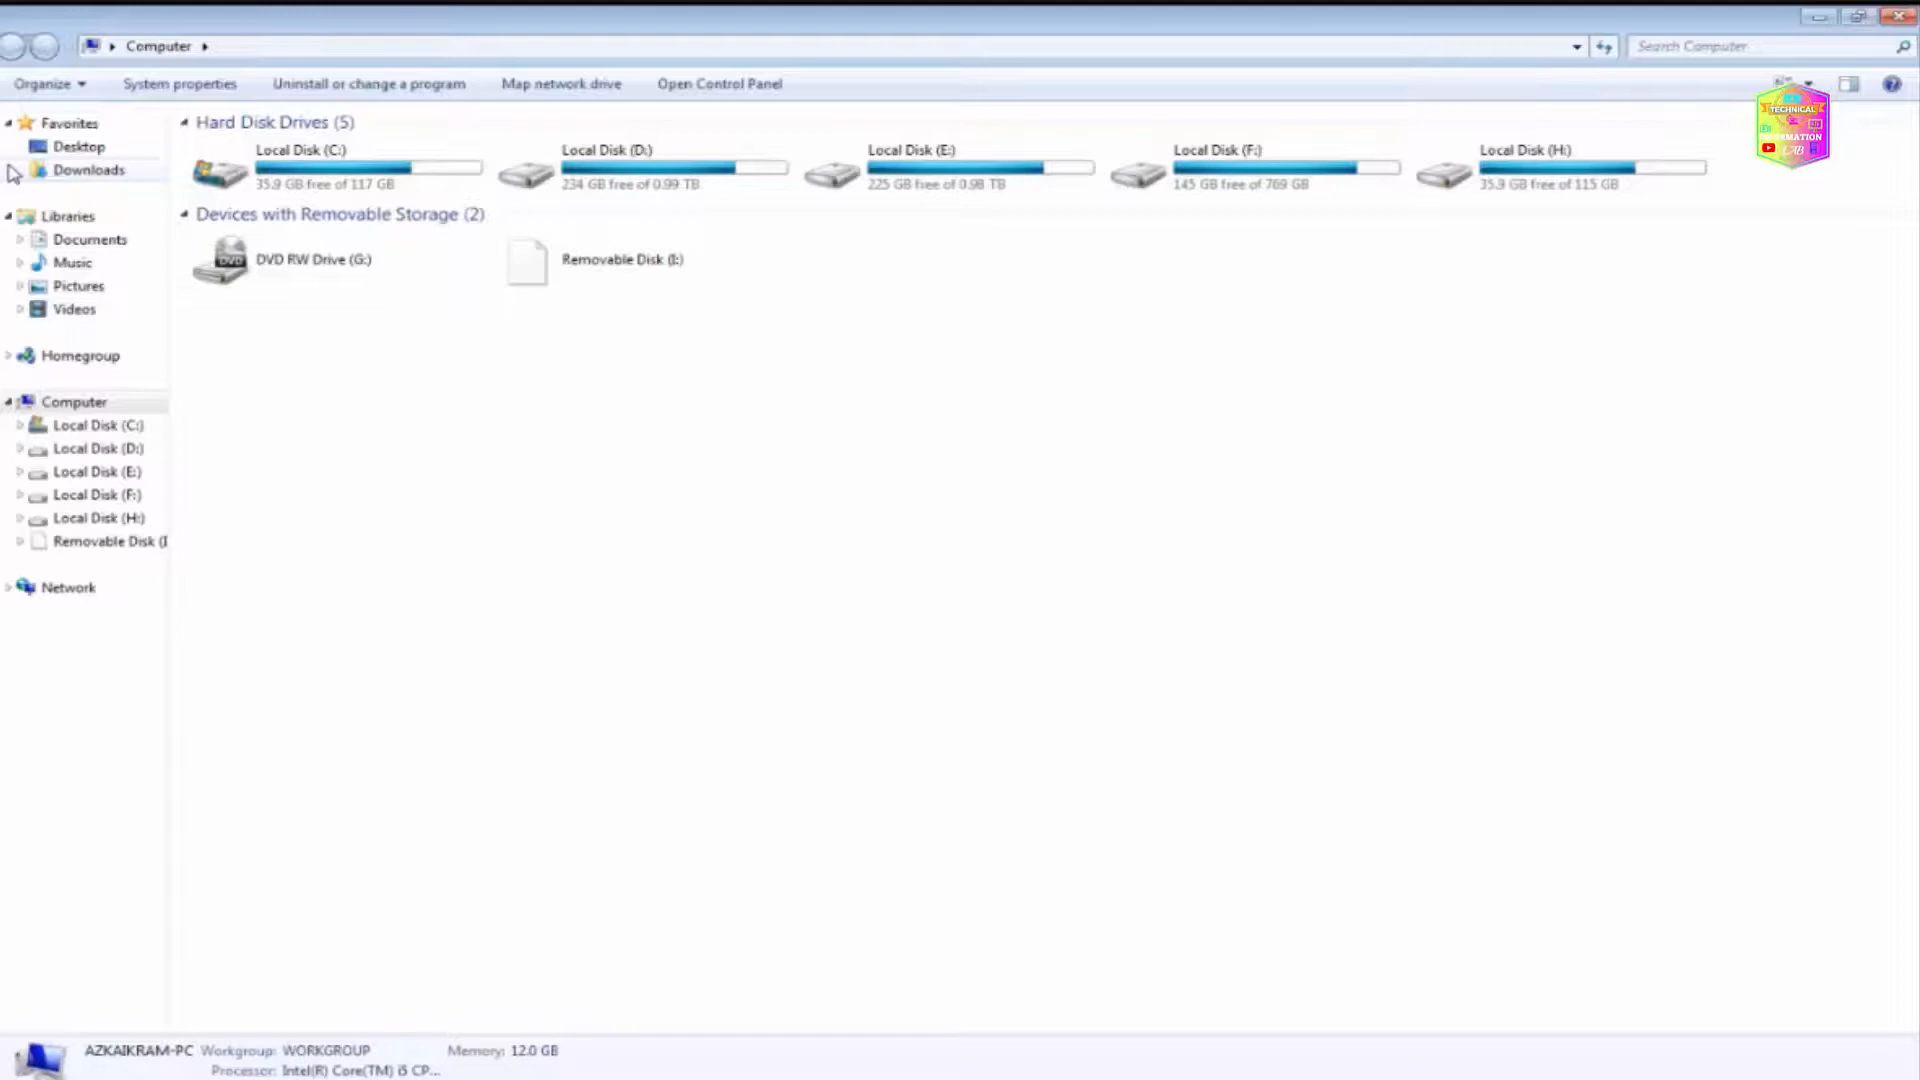 Computer
Search Computer
Organize
System properties
Uninstall or change a program
Map network drive
Open Control Panel
TECHNICAL
INFORMATION
LAB
Favorites
Desktop
Downloads
Libraries
Documents
Music
Pictures
Videos
Homegroup
Computer
Local Disk (C:)
Local Disk (D:)
Local Disk (E:)
Local Disk (F:)
Local Disk (H:)
Removable Disk (I
Network
Hard Disk Drives (5)
Local Disk (C:)
35.9 GB free of 117 GB
Local Disk (D:)
234 GB free of 0.99 TB
Local Disk (E:)
225 GB free of 0.98 TB
Local Disk (F:)
145 GB free of 769 GB
Local Disk (H:)
35.9 GB free of 115 GB
Devices with Removable Storage (2)
DVD
DVD RW Drive (G:)
Removable Disk (I:)
AZKAIKRAM-PC Workgroup: WORKGROUP Memory: 12.0 GB
Processor: Intel(R) Core(TM) i5 CP...